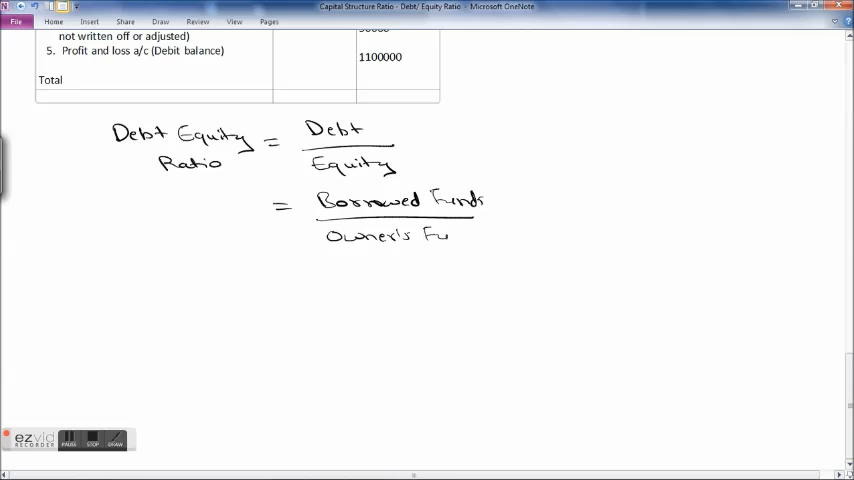 Capital Structure Ratio - Debt/ Equity Ratio - Microsoft OneNote
File Home Insert Share Draw Review View Pages
not written off or adjusted)
5. Profit and loss a/c (Debit balance)
1100000
Total
Debt Equity = Debt
Ratio Equity
= Borrowed Funds
Owner's Fu
ezvid
RECORDER
PAUSE STOP DRAW